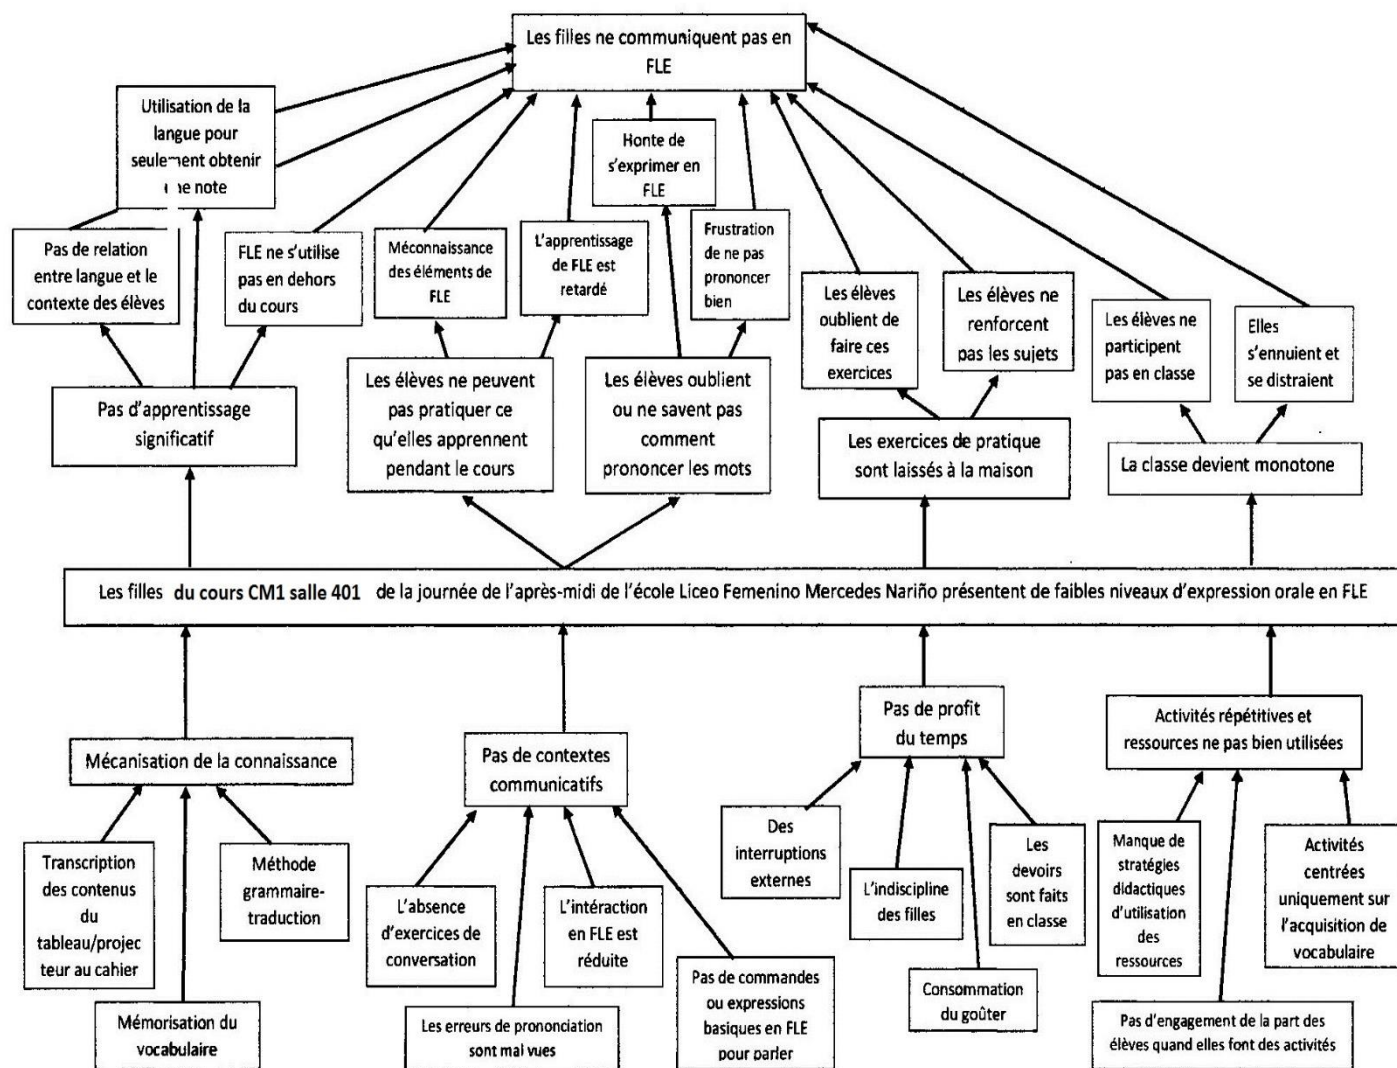 Les filles ne communiquent pas en
FLE
Utilisation de la
langue pour
seulement obtenir
une note
Honte de
s'exprimer en
FLE
Pas de relation
entre langue et le
contexte des élèves
FLE ne s'utilise
pas en dehors
du cours
Méconnaissance
des éléments de
FLE
L'apprentissage
de FLE est
retardé
Frustration
de ne pas
prononcer
bien
Les élèves
oublient de
faire ces
exercices
Les élèves ne
renforcent
pas les sujets
Les élèves ne
participent
pas en classe
Elles
s'ennuient et
se distraient
Pas d'apprentissage
significatif
Les élèves ne peuvent
pas pratiquer ce
qu'elles apprennent
pendant le cours
Les élèves oublient
ou ne savent pas
comment
prononcer les mots
Les exercices de pratique
sont laissés à la maison
La classe devient monotone
Les filles du cours CM1 salle 401 de la journée de l'après-midi de l'école Liceo Femenino Mercedes Nariño présentent de faibles niveaux d'expression orale en FLE
Mécanisation de la connaissance
Pas de contextes
communicatifs
Pas de profit
du temps
Activités répétitives et
ressources ne pas bien utilisées
Transcription
des contenus
du
tableau/projec
teur au cahier
Méthode
grammaire-
traduction
Mémorisation du
vocabulaire
L'absence
d'exercices de
conversation
L'intéraction
en FLE est
réduite
Les erreurs de prononciation
sont mal vues
Pas de commandes
ou expressions
basiques en FLE
pour parler
Des
interruptions
externes
L'indiscipline
des filles
Les
devoirs
sont faits
en classe
Consommation
du goûter
Manque de
stratégies
didactiques
d'utilisation
des
ressources
Activités
centrées
uniquement sur
l'acquisition de
vocabulaire
Pas d'engagement de la part des
élèves quand elles font des activités